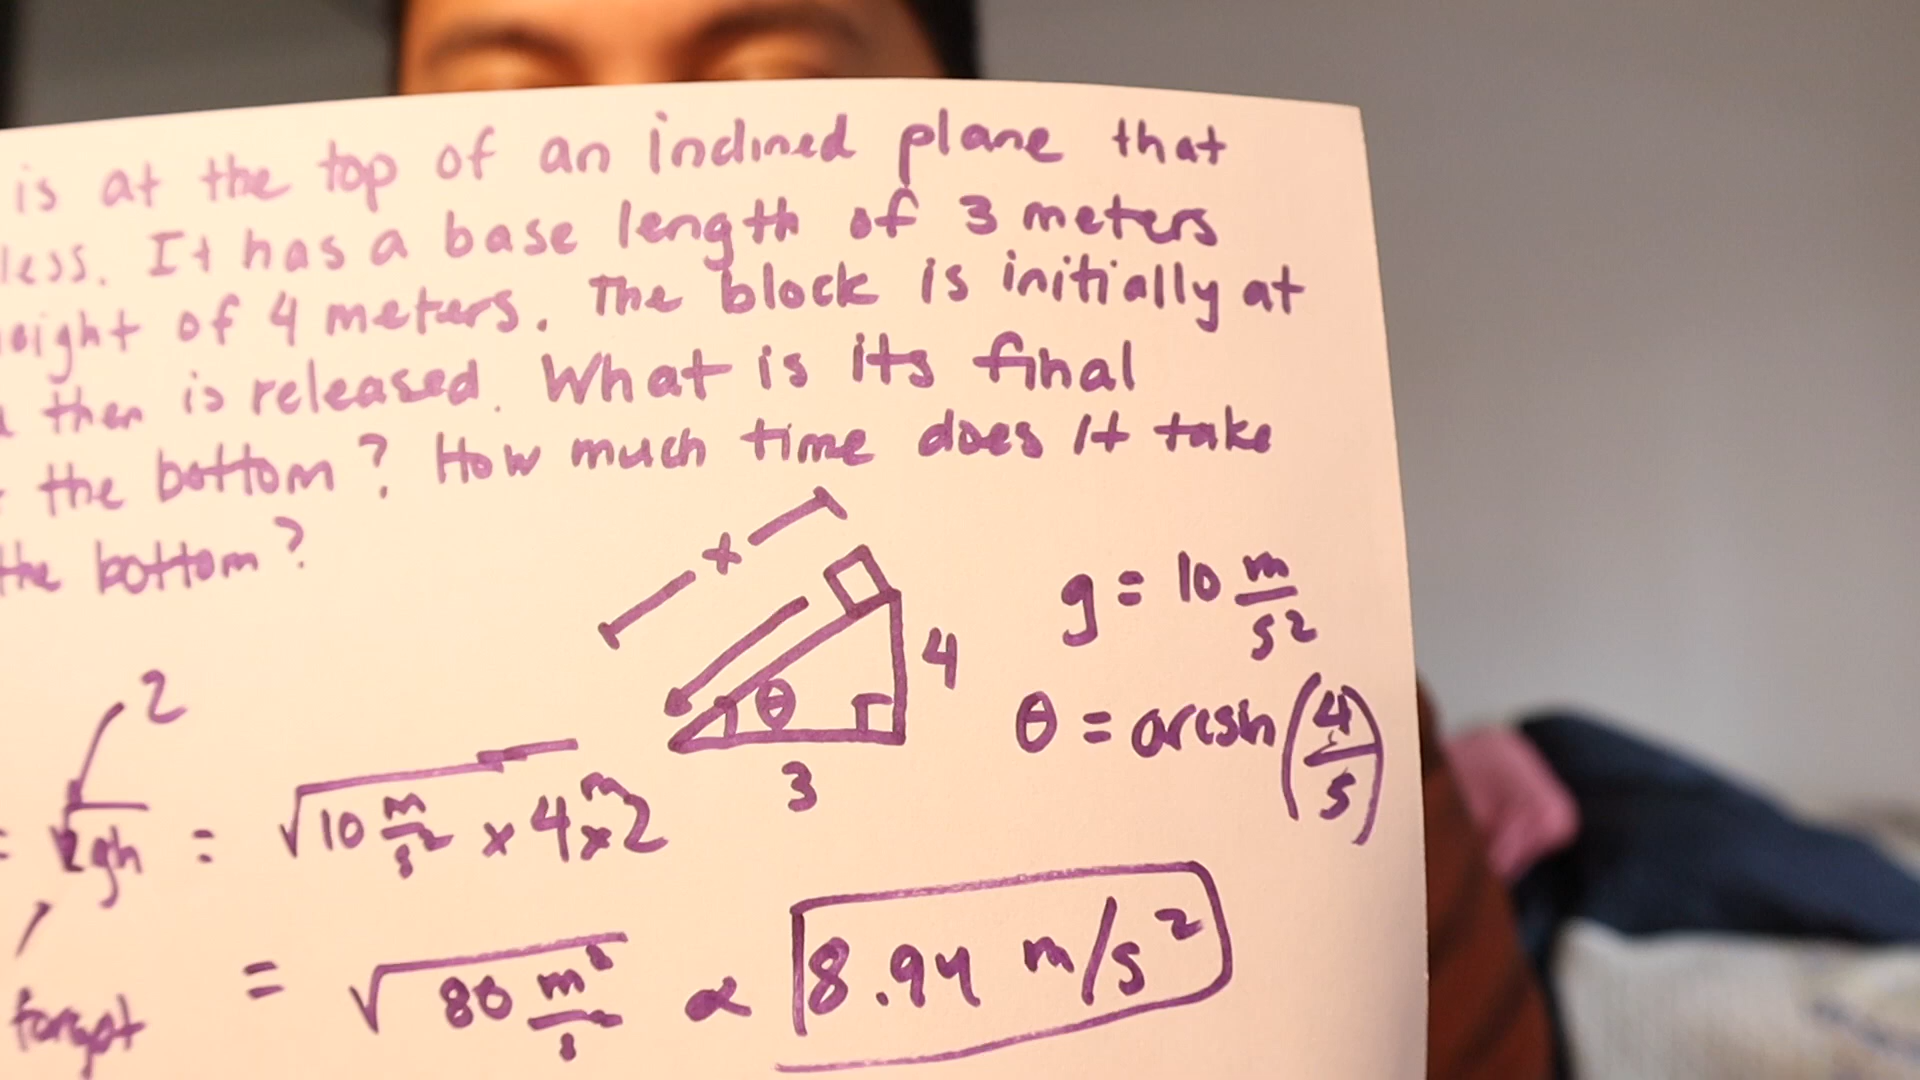 is at the top of an inclined plane that
less. It has a base length of 3 meters
eight of 4 meters. The block is initially at
then is released. What is its final
the bottom? How much time does it take
the bottom?
x
4
θ
3
g = 10 m/s²
θ = arcsin(4/5)
2
= √2gh = √10 m/s² × 4m × 2
forgot
= √80 m²/s ∝ 8.94 m/s²